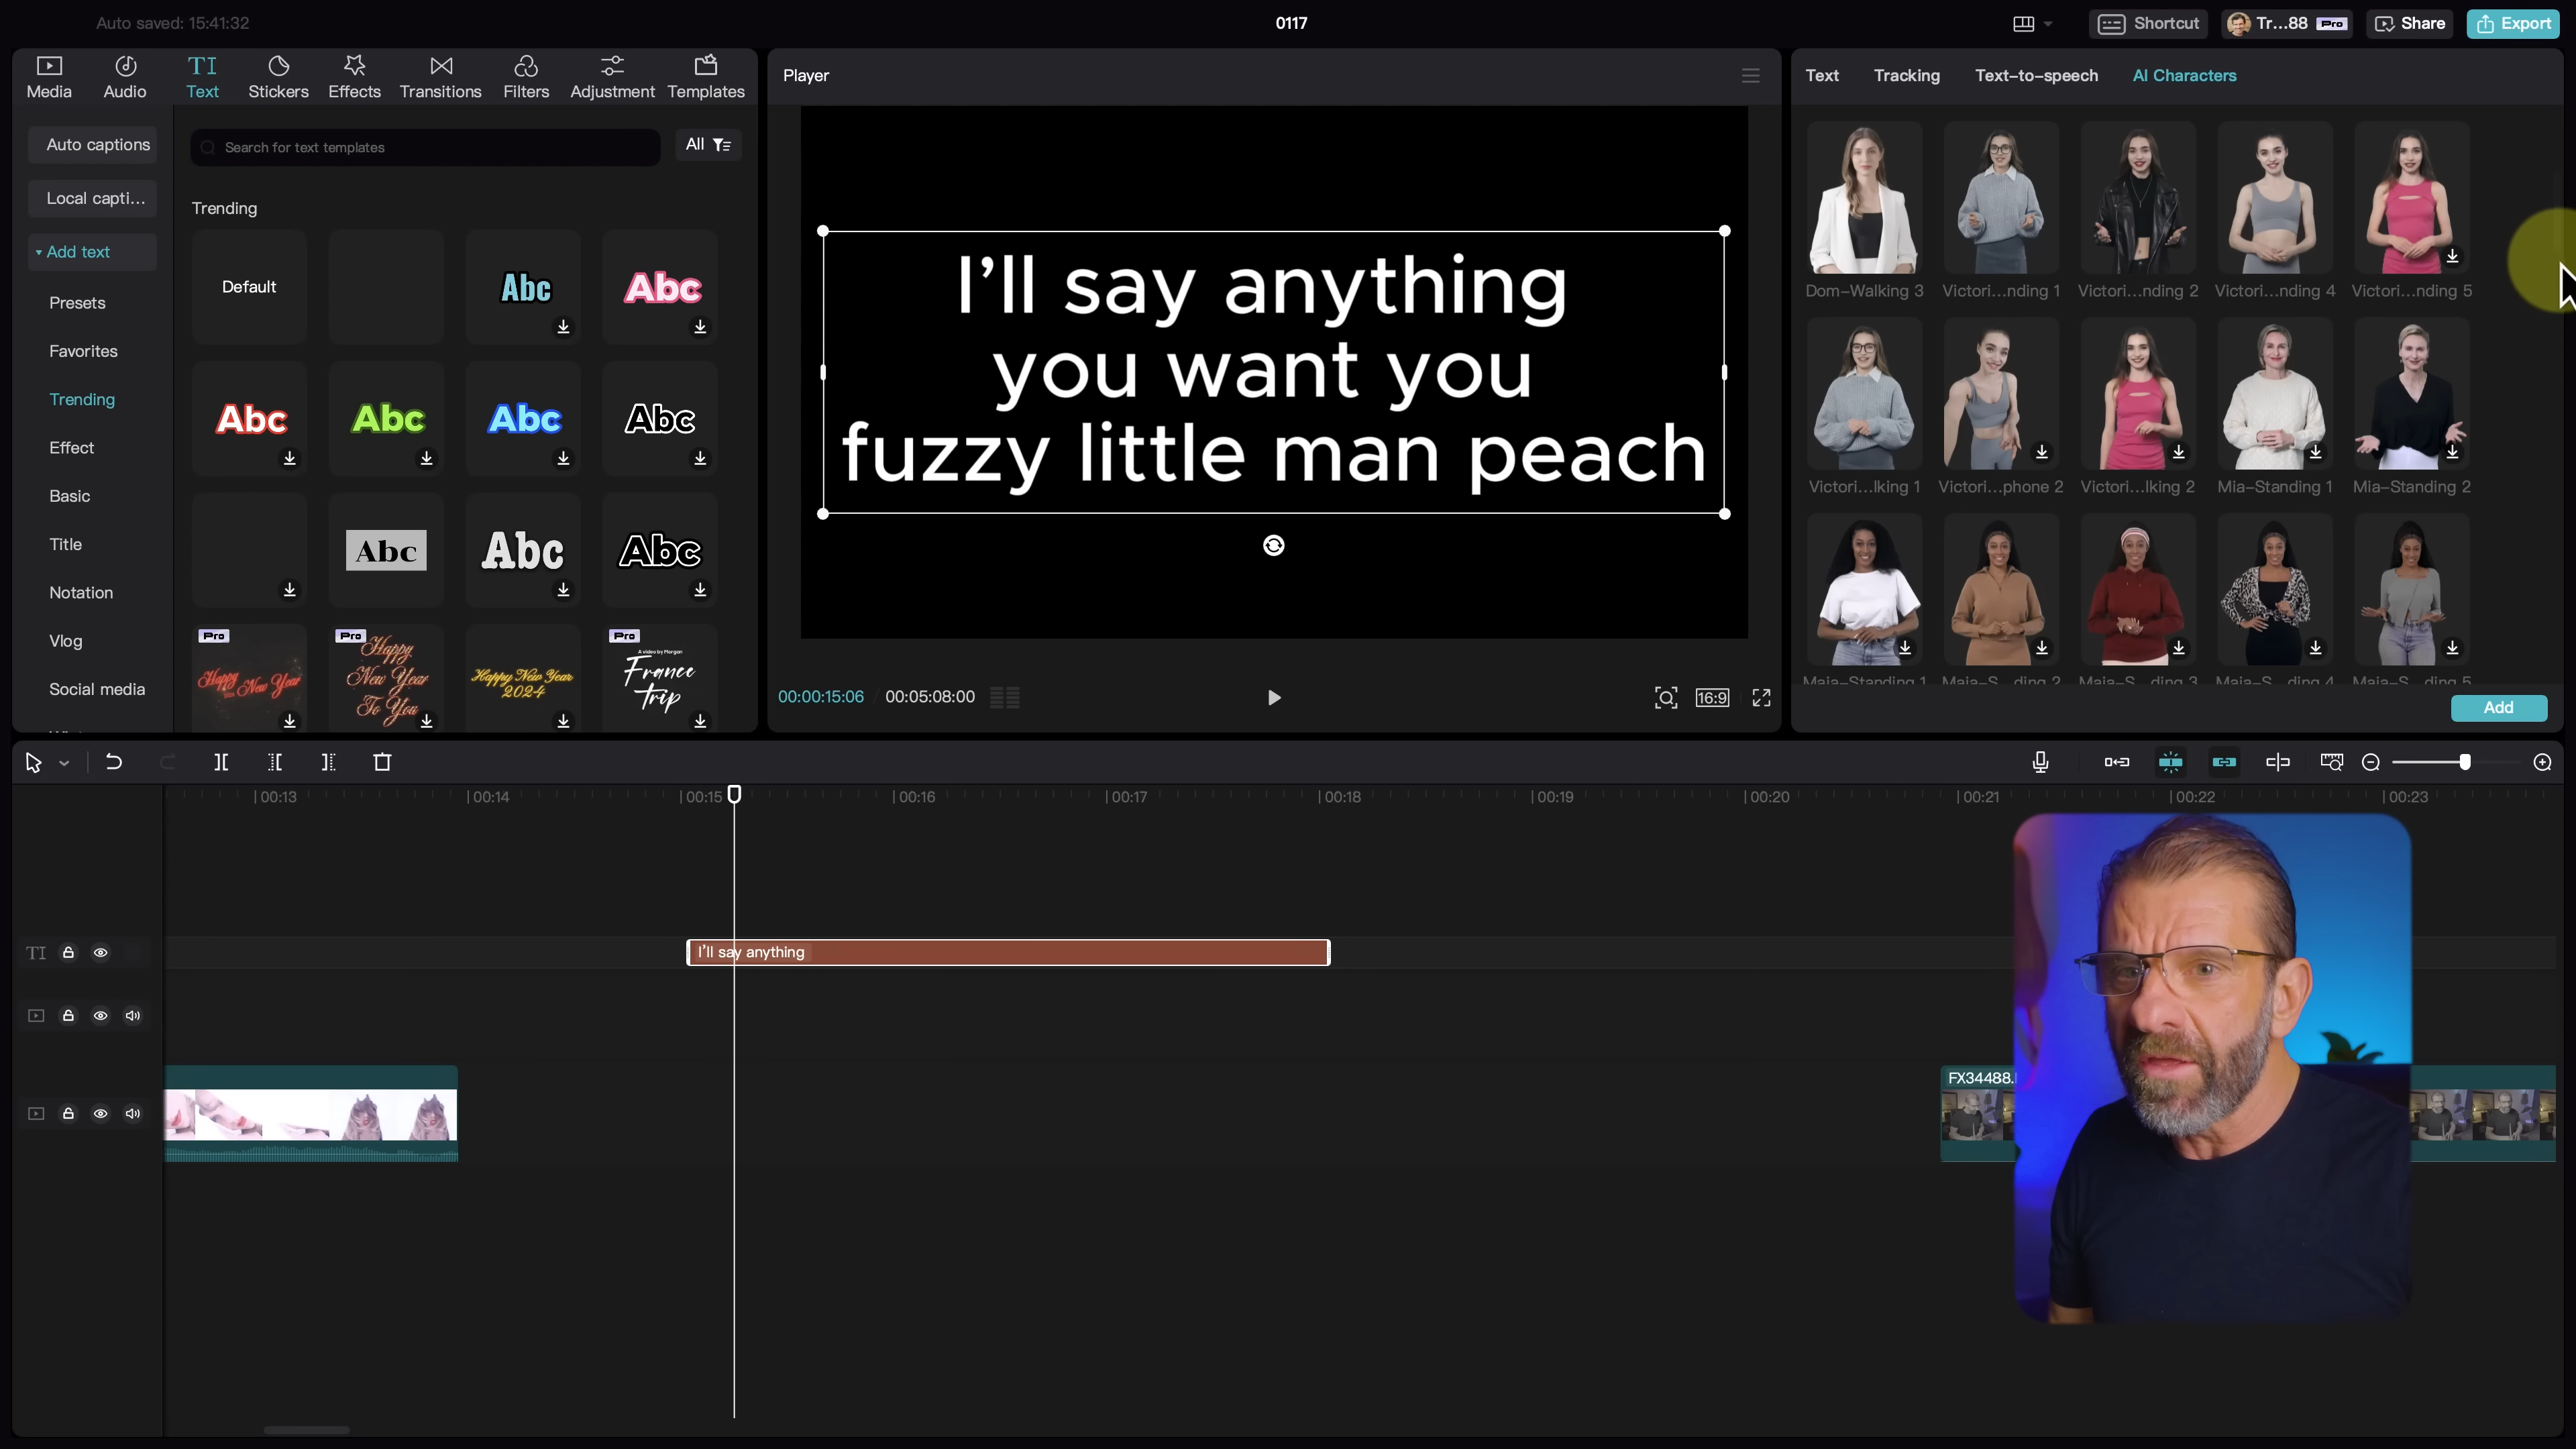 Auto saved: 15:41:32
0117
Shortcut
Tr...88
Pro
Share
Export
Media
Audio
Text
Stickers
Effects
Transitions
Filters
Adjustment
Templates
Auto captions
Local capti...
Add text
Presets
Favorites
Trending
Effect
Basic
Title
Notation
Vlog
Social media
Search for text templates
All
Trending
Default
Abc
Abc
Abc
Abc
Abc
Abc
Abc
Abc
Abc
Pro
Happy New Year
Pro
Happy
New Year
To You
Happy New Year
2024
Pro
A video by Morgan
France
trip
Player
I'll say anything
you want you
fuzzy little man peach
00:00:15:06
00:05:08:00
16:9
Text
Tracking
Text-to-speech
AI Characters
Dom-Walking 3
Victori...nding 1
Victori...nding 2
Victori...nding 4
Victori...nding 5
Victori...lking 1
Victori...phone 2
Victori...lking 2
Mia-Standing 1
Mia-Standing 2
Maia-Standing 1
Maia-S...ding 2
Maia-S...ding 3
Maia-S...ding 4
Maia-S...ding 5
Add
00:13
00:14
00:15
00:16
00:17
00:18
00:19
00:20
00:21
00:22
00:23
TI
I'll say anything
FX34488.